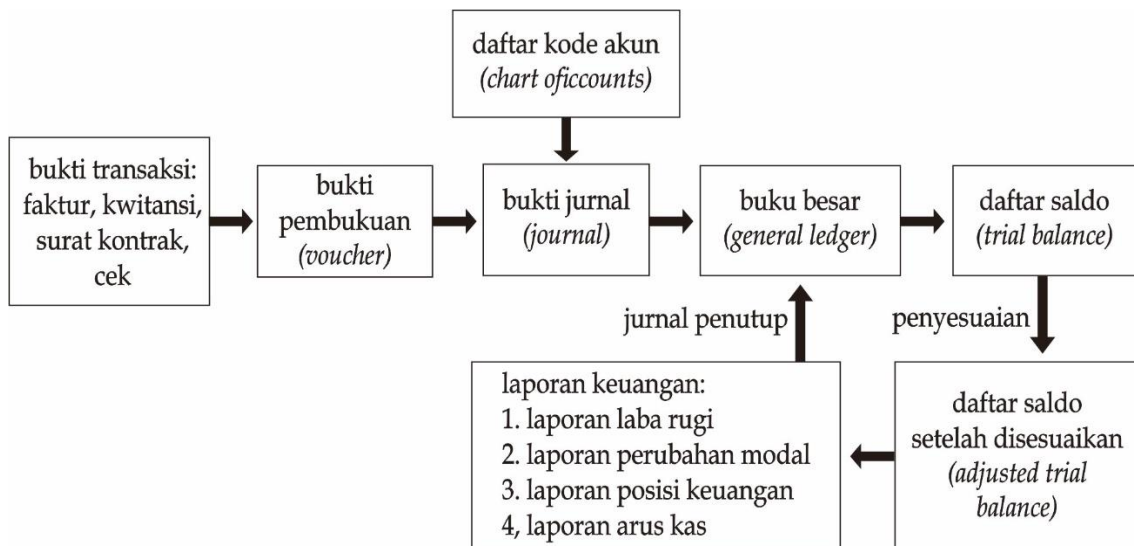 daftar kode akun
(chart oficcounts)
bukti transaksi:
faktur, kwitansi,
surat kontrak,
cek
bukti
pembukuan
(voucher)
bukti jurnal
(journal)
buku besar
(general ledger)
daftar saldo
(trial balance)
jurnal penutup
penyesuaian
laporan keuangan:
1. laporan laba rugi
2. laporan perubahan modal
3. laporan posisi keuangan
4, laporan arus kas
daftar saldo
setelah disesuaikan
(adjusted trial
balance)